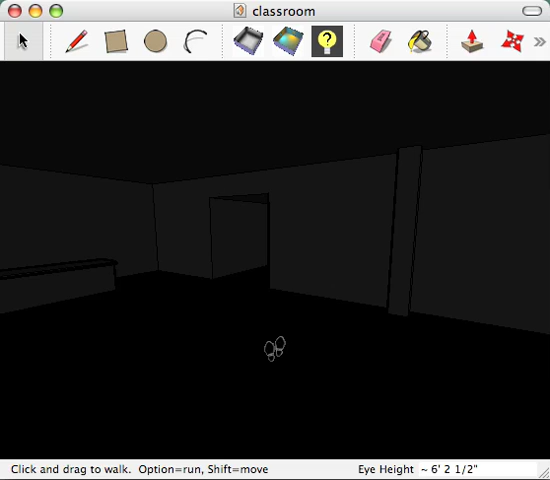 classroom
?
»
Click and drag to walk.  Option=run, Shift=move
Eye Height  ~ 6' 2 1/2"